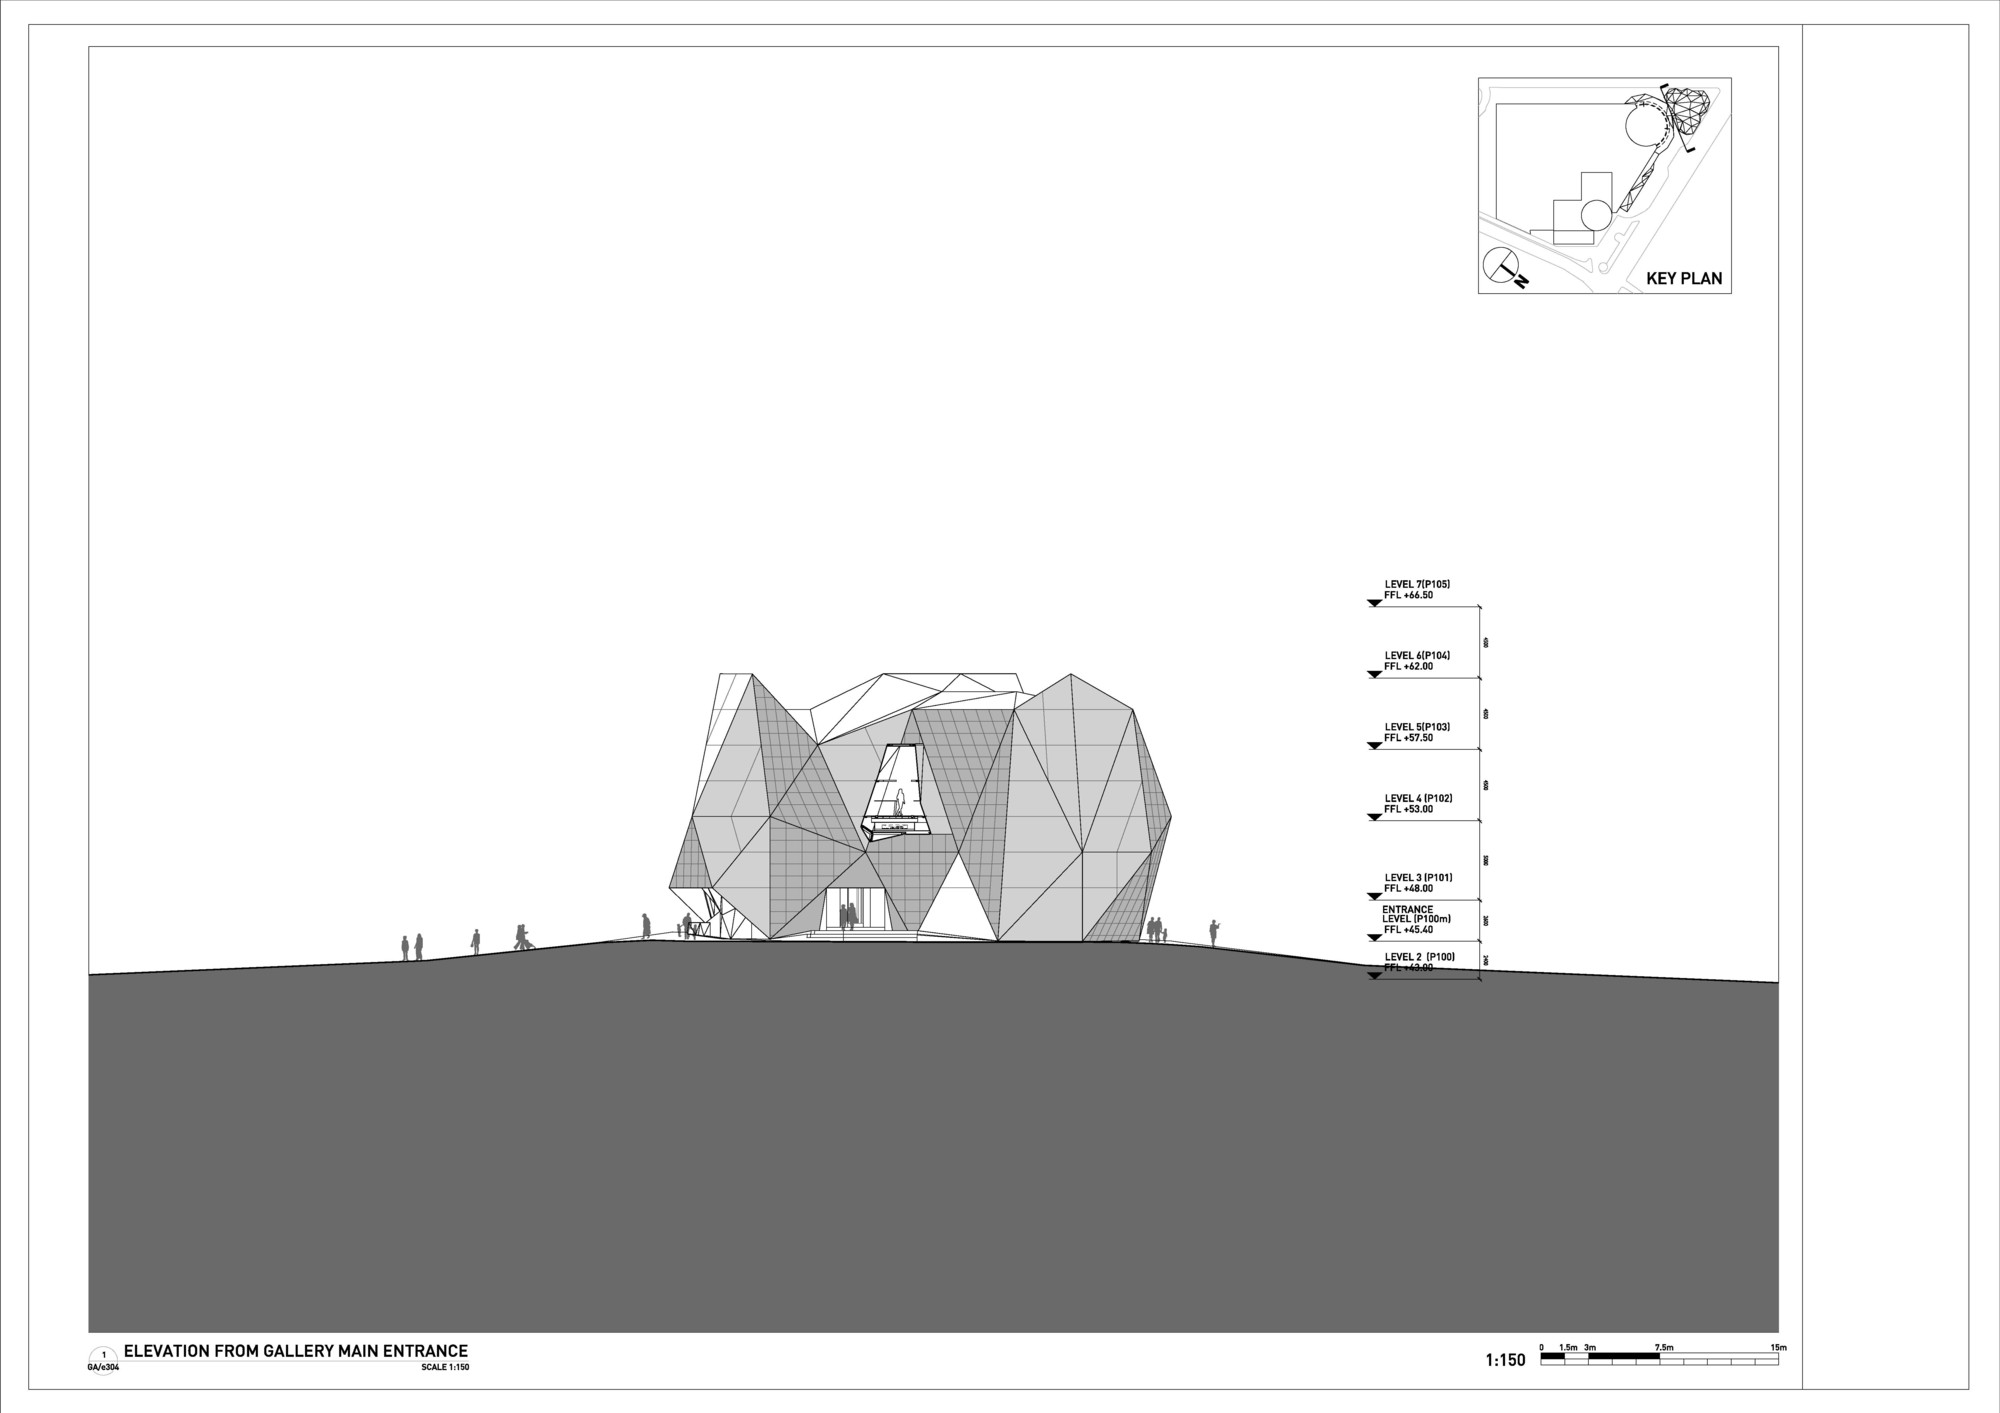 N
KEY PLAN
LEVEL 7(P105)
FFL +66.50
4500
LEVEL 6(P104)
FFL +62.00
4500
LEVEL 5(P103)
FFL +57.50
4500
LEVEL 4 (P102)
FFL +53.00
5000
LEVEL 3 (P101)
FFL +48.00
ENTRANCE
LEVEL (P100m)
FFL +45.40
2600
LEVEL 2 (P100)
FFL +43.00
2400
1
GA/e304
ELEVATION FROM GALLERY MAIN ENTRANCE
SCALE 1:150
1:150
0 1.5m 3m 7.5m 15m